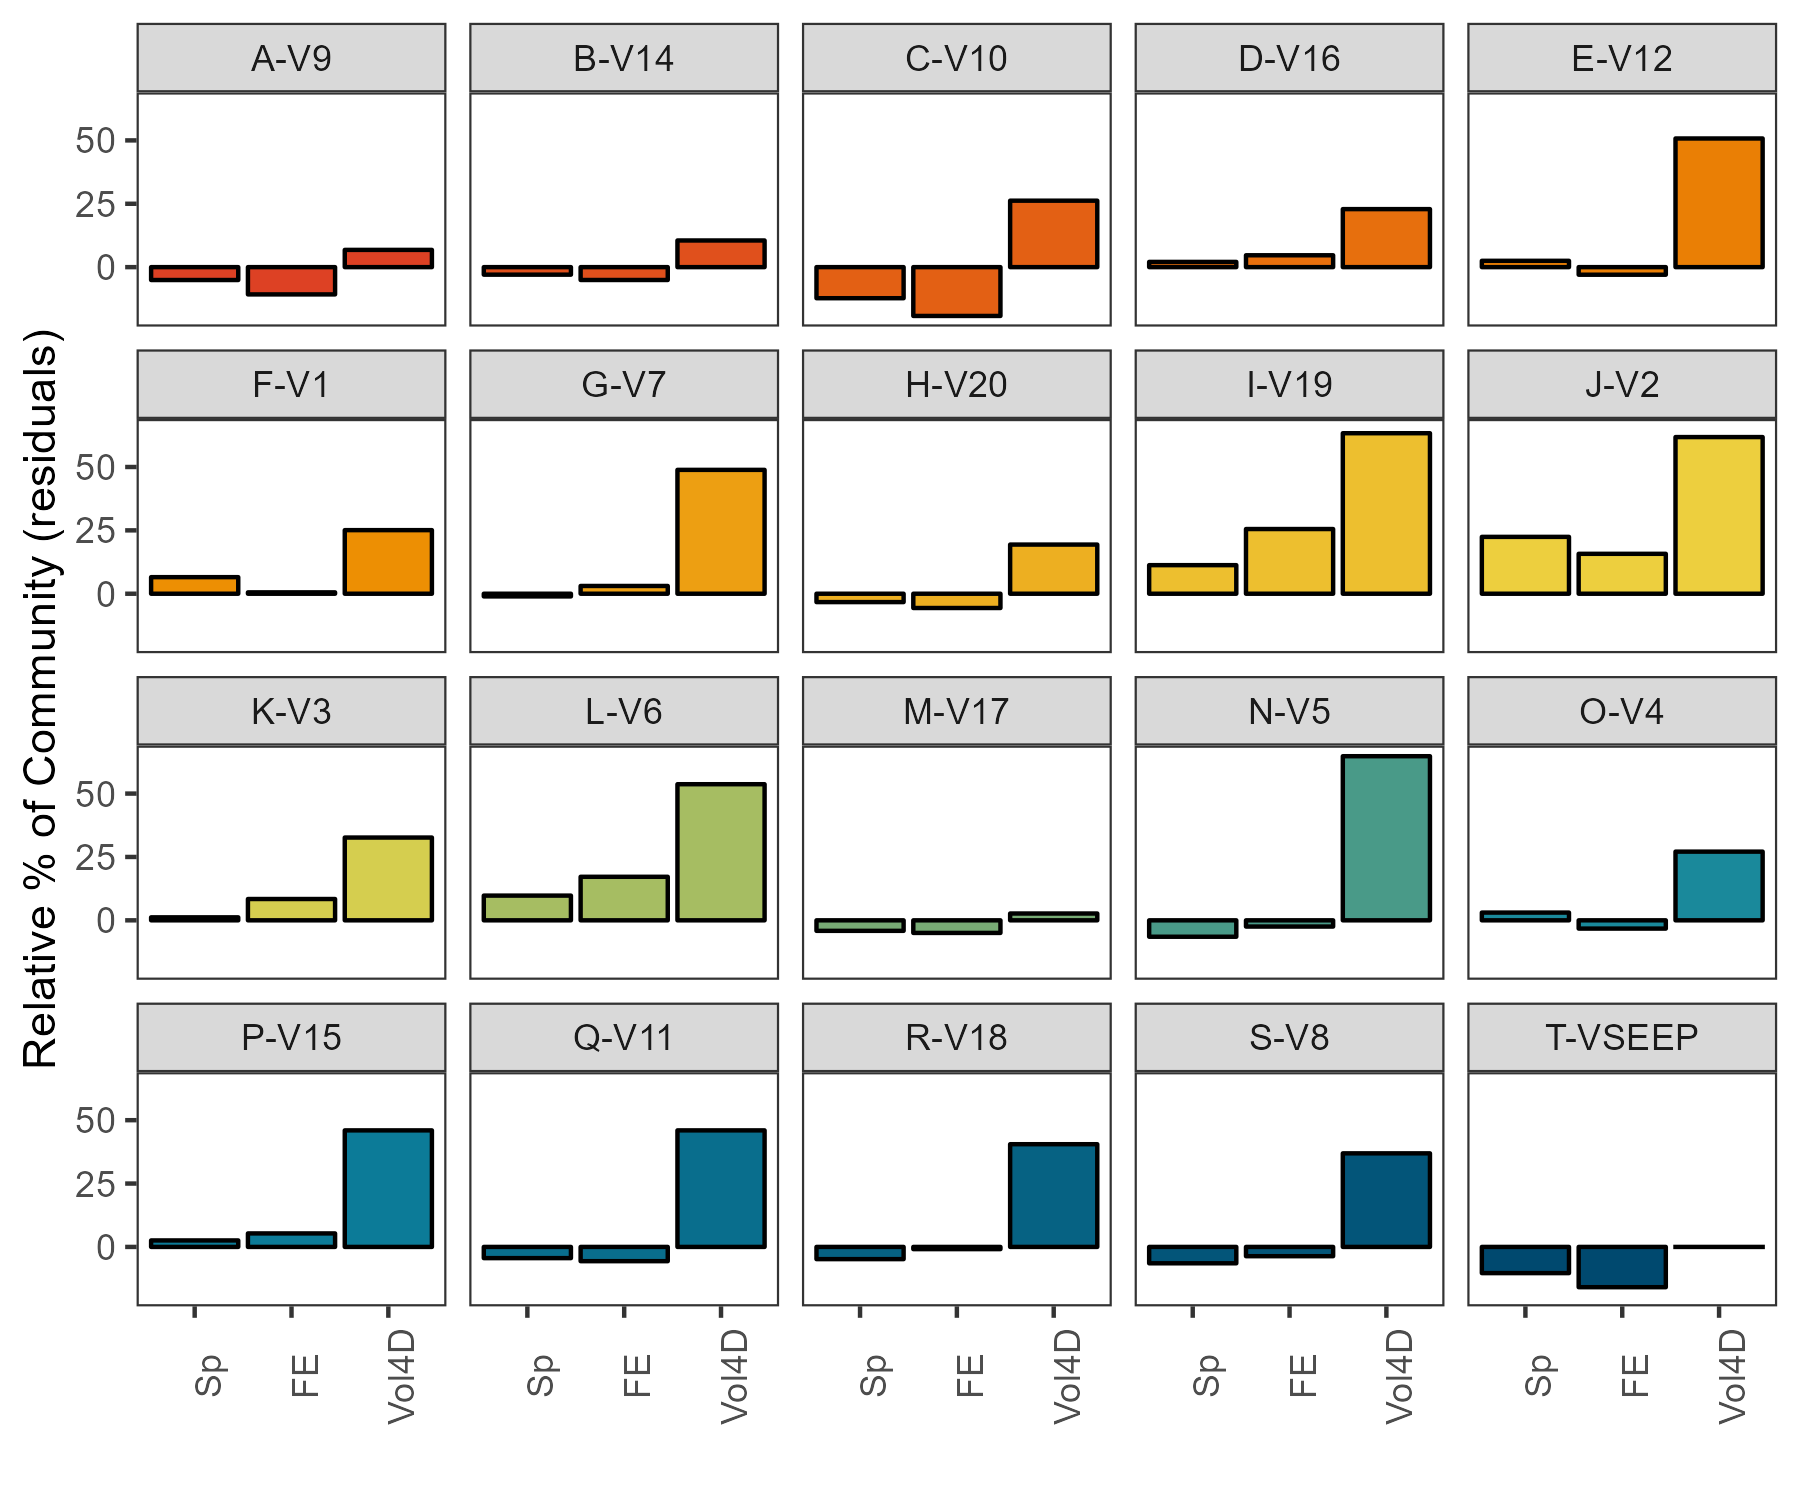 A-V9 B-V14 C-V10 D-V16 E-V12
50
25
0
F-V1 G-V7 H-V20 I-V19 J-V2
50
25
0
K-V3 L-V6 M-V17 N-V5 O-V4
50
25
0
P-V15 Q-V11 R-V18 S-V8 T-VSEEP
50
25
0
Sp FE Vol4D Sp FE Vol4D Sp FE Vol4D Sp FE Vol4D Sp FE Vol4D
Relative % of Community (residuals)